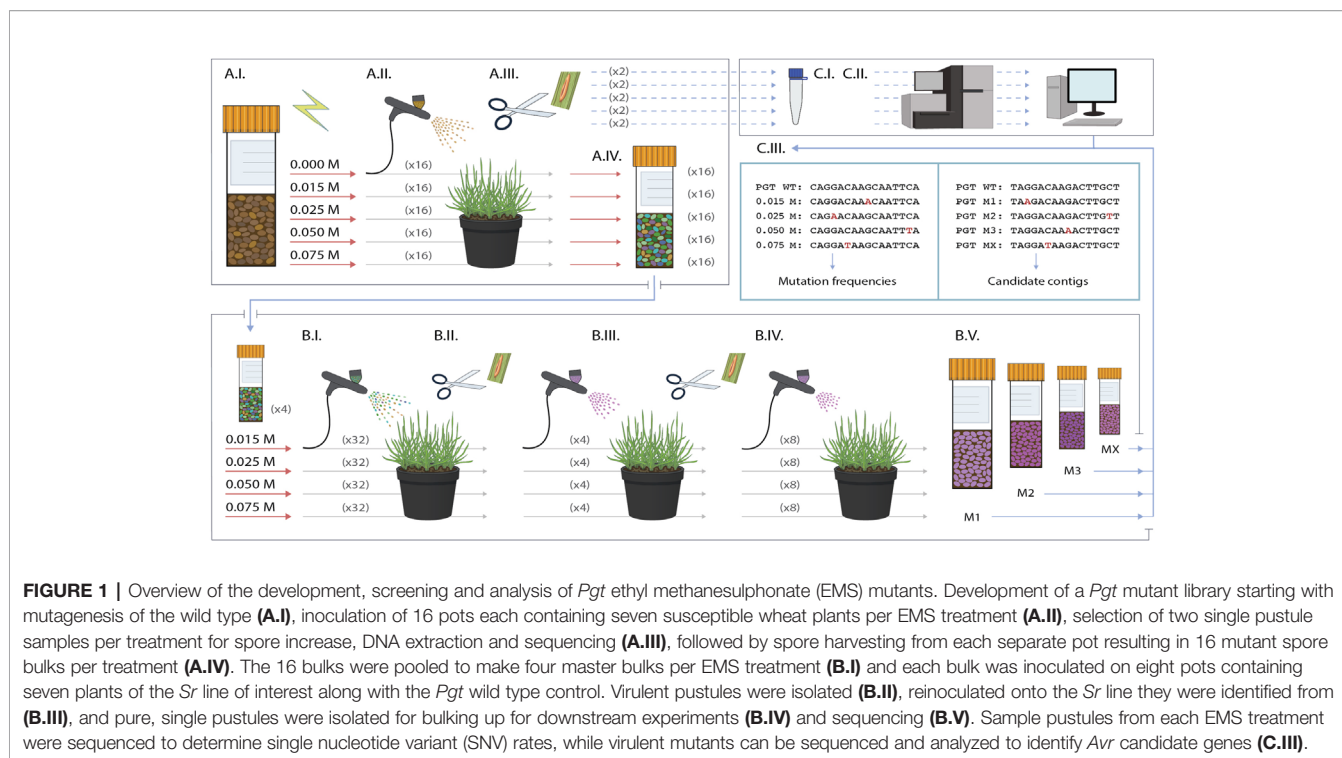 A.I.
A.II.
A.III.
(x2)
(x2)
(x2)
(x2)
(x2)
C.I. C.II.
0.000 M
0.015 M
0.025 M
0.050 M
0.075 M
(x16)
(x16)
(x16)
(x16)
(x16)
A.IV.
(x16)
(x16)
(x16)
(x16)
(x16)
C.III.
PGT WT: CAGGACAAGCAATTCA
0.015 M: CAGGACAAACAATTCA
0.025 M: CAGAACAAGCAATTCA
0.050 M: CAGGACAAGCAATTTA
0.075 M: CAGGATAAGCAATTCA
Mutation frequencies
PGT WT: TAGGACAAGACTTGCT
PGT M1: TAAGACAAGACTTGCT
PGT M2: TAGGACAAGACTTGTT
PGT M3: TAGGACAAAACTTGCT
PGT MX: TAGGATAAGACTTGCT
Candidate contigs
B.I.
B.II.
B.III.
B.IV.
B.V.
(x4)
0.015 M
0.025 M
0.050 M
0.075 M
(x32)
(x32)
(x32)
(x32)
(x4)
(x4)
(x4)
(x4)
(x8)
(x8)
(x8)
(x8)
MX
M3
M2
M1
FIGURE 1 | Overview of the development, screening and analysis of Pgt ethyl methanesulphonate (EMS) mutants. Development of a Pgt mutant library starting with
mutagenesis of the wild type (A.I), inoculation of 16 pots each containing seven susceptible wheat plants per EMS treatment (A.II), selection of two single pustule
samples per treatment for spore increase, DNA extraction and sequencing (A.III), followed by spore harvesting from each separate pot resulting in 16 mutant spore
bulks per treatment (A.IV). The 16 bulks were pooled to make four master bulks per EMS treatment (B.I) and each bulk was inoculated on eight pots containing
seven plants of the Sr line of interest along with the Pgt wild type control. Virulent pustules were isolated (B.II), reinoculated onto the Sr line they were identified from
(B.III), and pure, single pustules were isolated for bulking up for downstream experiments (B.IV) and sequencing (B.V). Sample pustules from each EMS treatment
were sequenced to determine single nucleotide variant (SNV) rates, while virulent mutants can be sequenced and analyzed to identify Avr candidate genes (C.III).